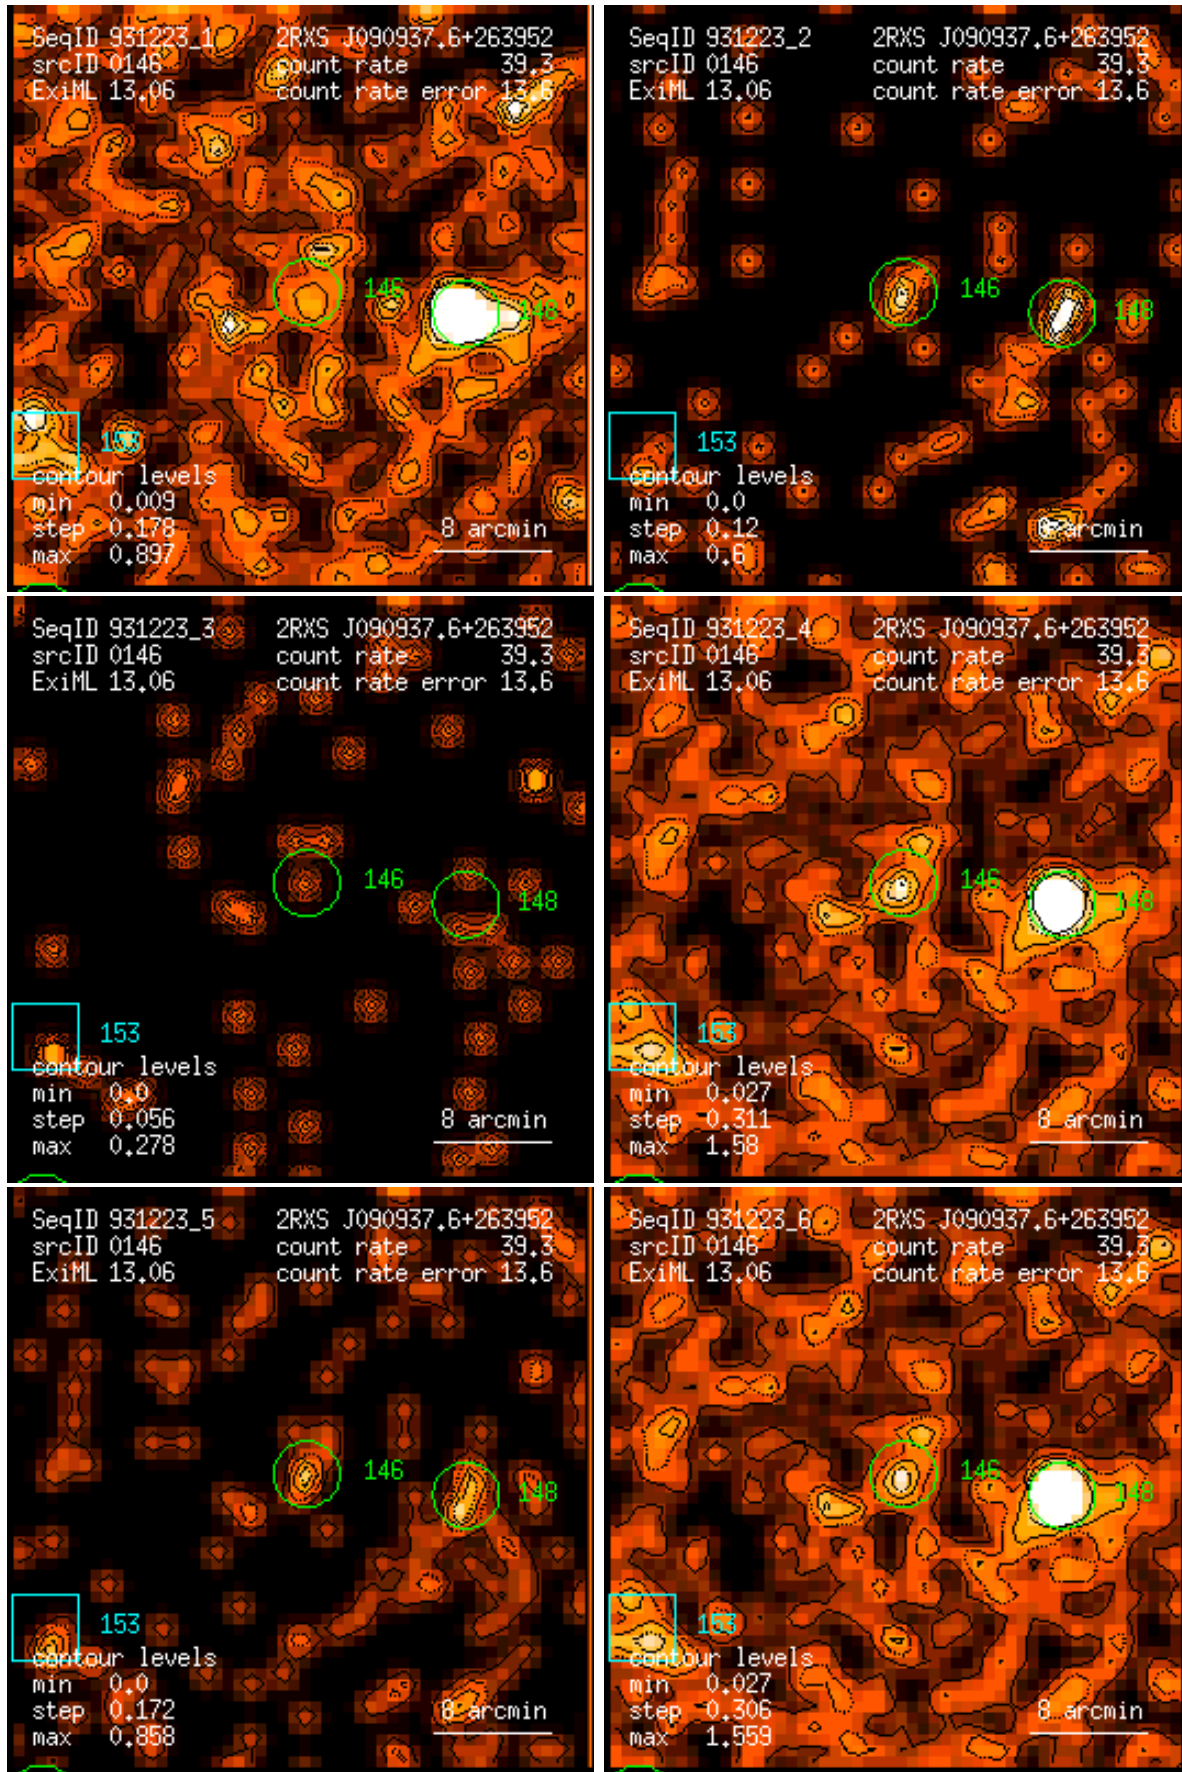 SeqID 931223_1 2RXS J090937.6+263952
srcID 0146 count rate 39.3
ExiML 13.06 count rate error 13.6
146
148
153
contour levels
min 0.009
step 0.178 8 arcmin
max 0.897
SeqID 931223_2 2RXS J090937.6+263952
srcID 0146 count rate 39.3
ExiML 13.06 count rate error 13.6
146
148
153
contour levels
min 0.0
step 0.12 8 arcmin
max 0.6
SeqID 931223_3 2RXS J090937.6+263952
srcID 0146 count rate 39.3
ExiML 13.06 count rate error 13.6
146
148
153
contour levels
min 0.0
step 0.056 8 arcmin
max 0.278
SeqID 931223_4 2RXS J090937.6+263952
srcID 0146 count rate 39.3
ExiML 13.06 count rate error 13.6
146
148
153
contour levels
min 0.027
step 0.311 8 arcmin
max 1.58
SeqID 931223_5 2RXS J090937.6+263952
srcID 0146 count rate 39.3
ExiML 13.06 count rate error 13.6
146
148
153
contour levels
min 0.0
step 0.172 8 arcmin
max 0.858
SeqID 931223_6 2RXS J090937.6+263952
srcID 0146 count rate 39.3
ExiML 13.06 count rate error 13.6
146
148
153
contour levels
min 0.027
step 0.306 8 arcmin
max 1.559